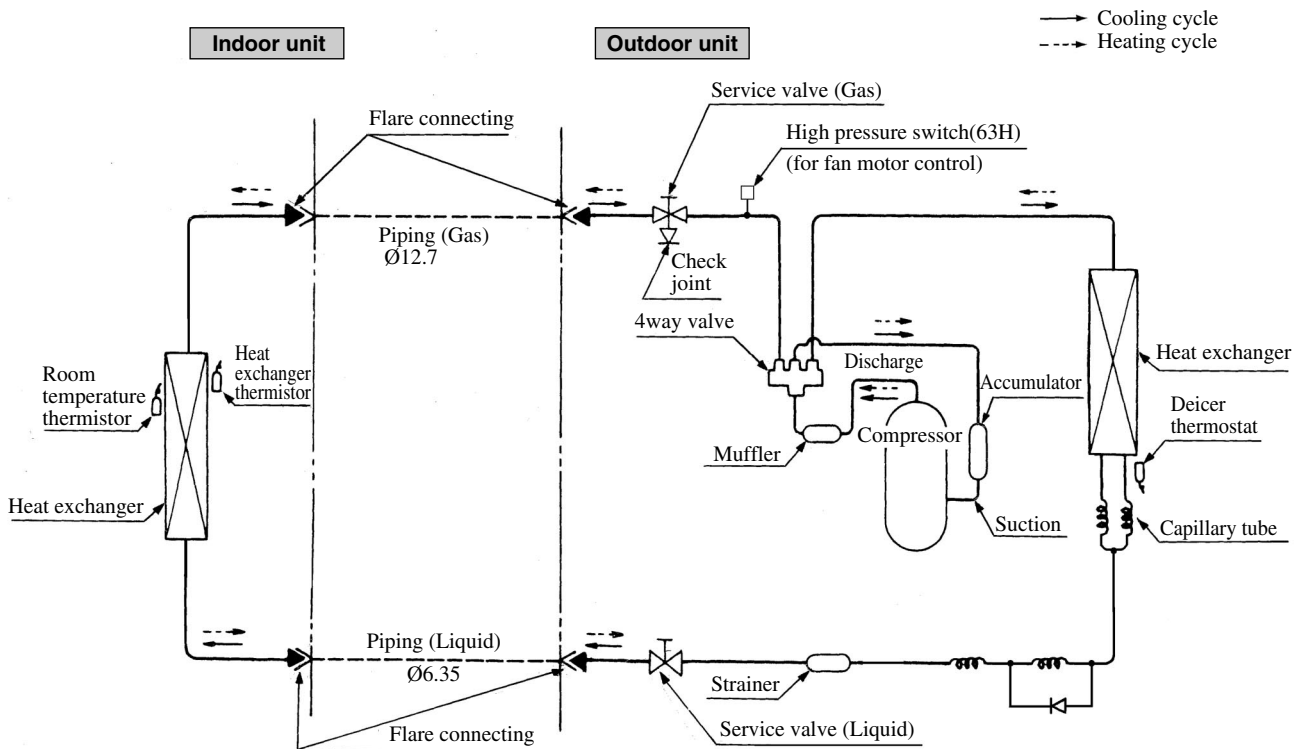 Cooling cycle
Heating cycle
Indoor unit
Outdoor unit
Service valve (Gas)
Flare connecting
High pressure switch(63H)
(for fan motor control)
Piping (Gas)
Ø12.7
Check
joint
4way valve
Discharge
Heat
exchanger
thermistor
Room
temperature
thermistor
Heat exchanger
Accumulator
Deicer
thermostat
Compressor
Muffler
Heat exchanger
Suction
Capillary tube
Piping (Liquid)
Ø6.35
Strainer
Service valve (Liquid)
Flare connecting